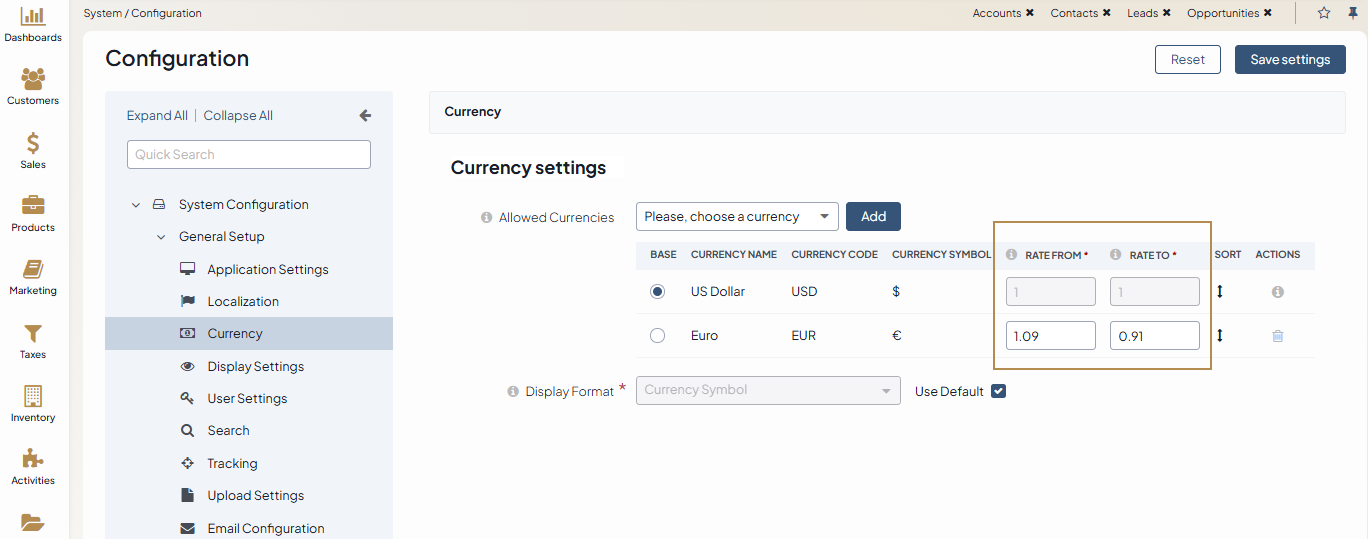 System / Configuration
Accounts ✖ Contacts ✖ Leads ✖ Opportunities ✖
Dashboards
Customers
Sales
Products
Marketing
Taxes
Inventory
Activities
Configuration
Reset
Save settings
Expand All | Collapse All
Quick Search
System Configuration
General Setup
Application Settings
Localization
Currency
Display Settings
User Settings
Search
Tracking
Upload Settings
Email Configuration
Currency
Currency settings
Allowed Currencies Please, choose a currency Add
BASE CURRENCY NAME CURRENCY CODE CURRENCY SYMBOL RATE FROM * RATE TO * SORT ACTIONS
US Dollar USD $ 1 1
Euro EUR € 1.09 0.91
Display Format * Currency Symbol Use Default